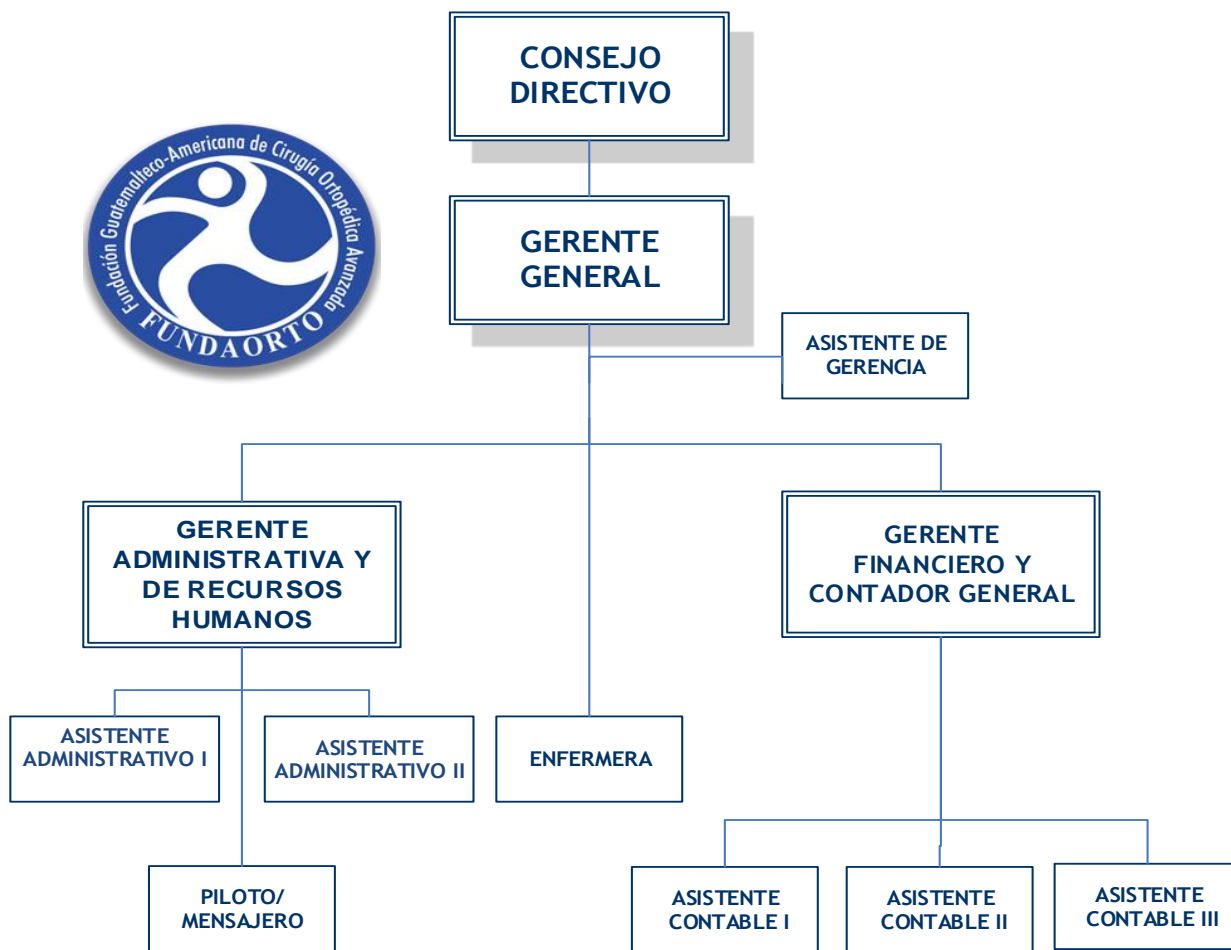 CONSEJO
DIRECTIVO
Fundación Guatemalteco-Americana de Cirugía Ortopédica Avanzada
FUNDAORTO
GERENTE
GENERAL
ASISTENTE DE
GERENCIA
GERENTE
ADMINISTRATIVA Y
DE RECURSOS
HUMANOS
GERENTE
FINANCIERO Y
CONTADOR GENERAL
ASISTENTE
ADMINISTRATIVO I
ASISTENTE
ADMINISTRATIVO II
ENFERMERA
PILOTO/
MENSAJERO
ASISTENTE
CONTABLE I
ASISTENTE
CONTABLE II
ASISTENTE
CONTABLE III